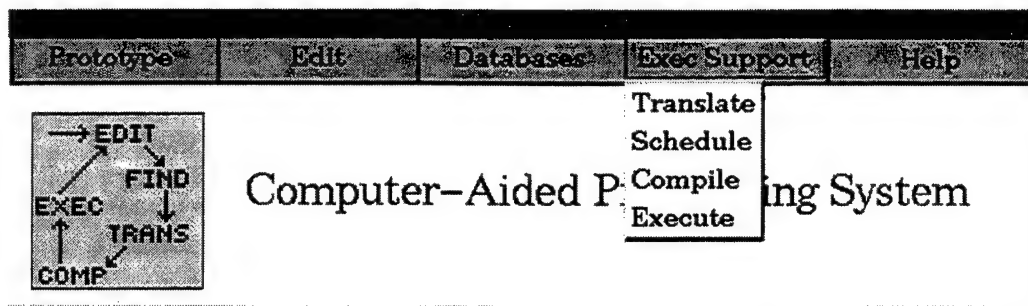 Prototype Edit Databases Exec Support Help
Translate
Schedule
Compile
Execute
EDIT
FIND
EXEC
TRANS
COMP
Computer-Aided P ing System